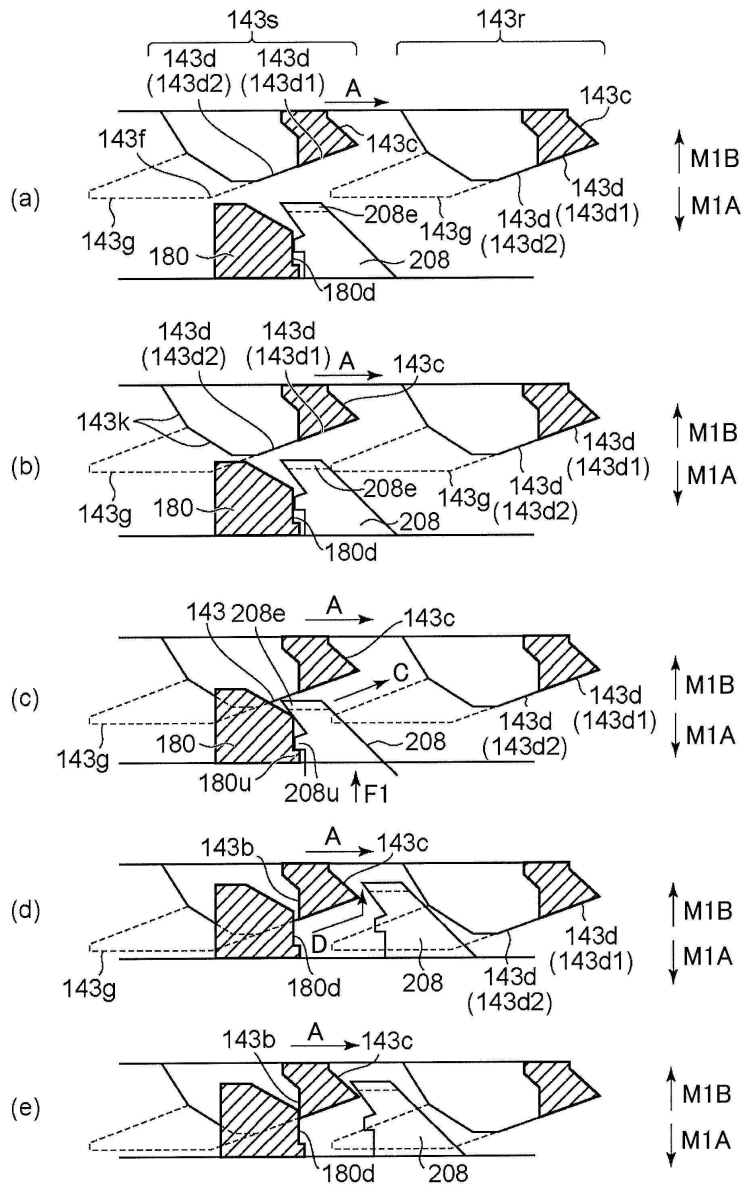 143s 143r
143d 143d
(143d2) (143d1) A
143c
143f 143c
M1B
(a)
M1A
143g 208e 143g 143d 143d
(143d2) (143d1)
180 208
180d
143d 143d
(143d2) (143d1) A 143c
143k
M1B
(b)
M1A
143g 208e 143g 143d 143d
(143d2) (143d1)
180 208
180d
143 208e A 143c
C
M1B
(c)
M1A
143g 180 208 143d 143d
(143d2) (143d1)
180u 208u F1
143b A 143c
M1B
(d)
M1A
D
143g 180d 208 143d 143d
(143d2) (143d1)
143b A 143c
M1B
(e)
M1A
180d 208